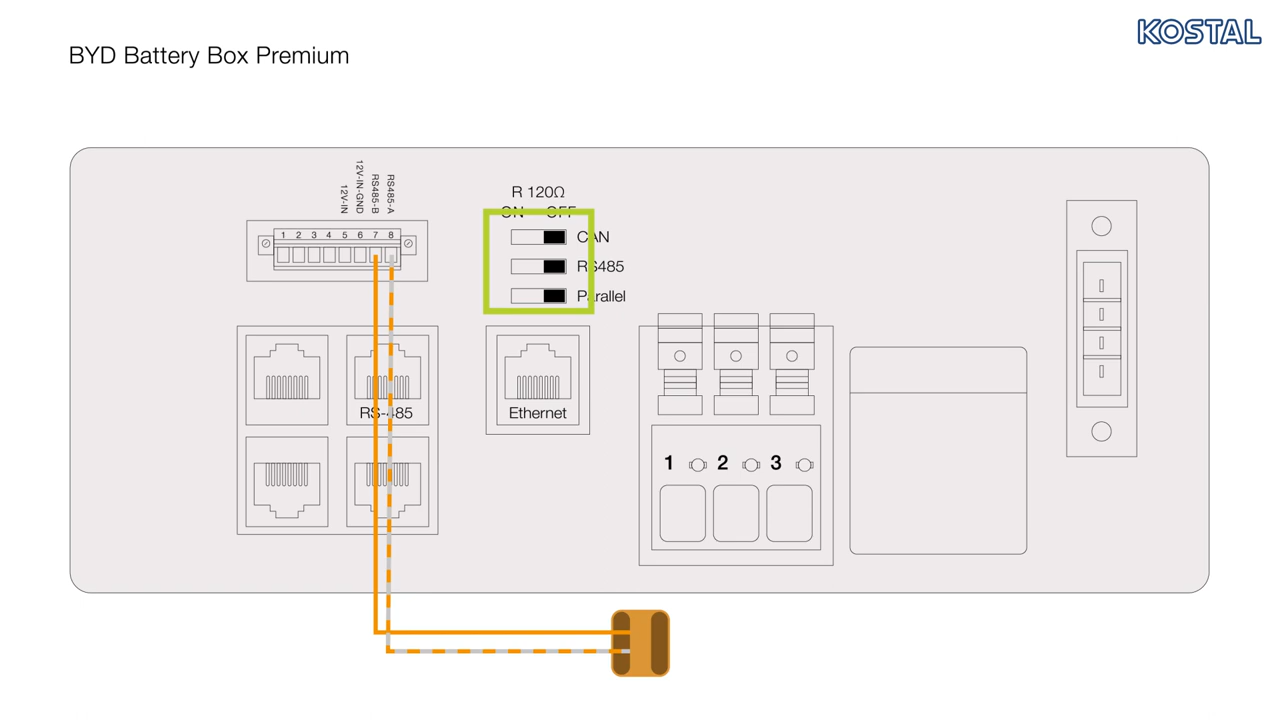 KOSTAL
BYD Battery Box Premium
12V-IN
12V-IN-GND
RS485-B
RS485-A
1 2 3 4 5 6 7 8
R 120Ω
ON OFF
CAN
RS485
Parallel
RS-485
Ethernet
1 2 3